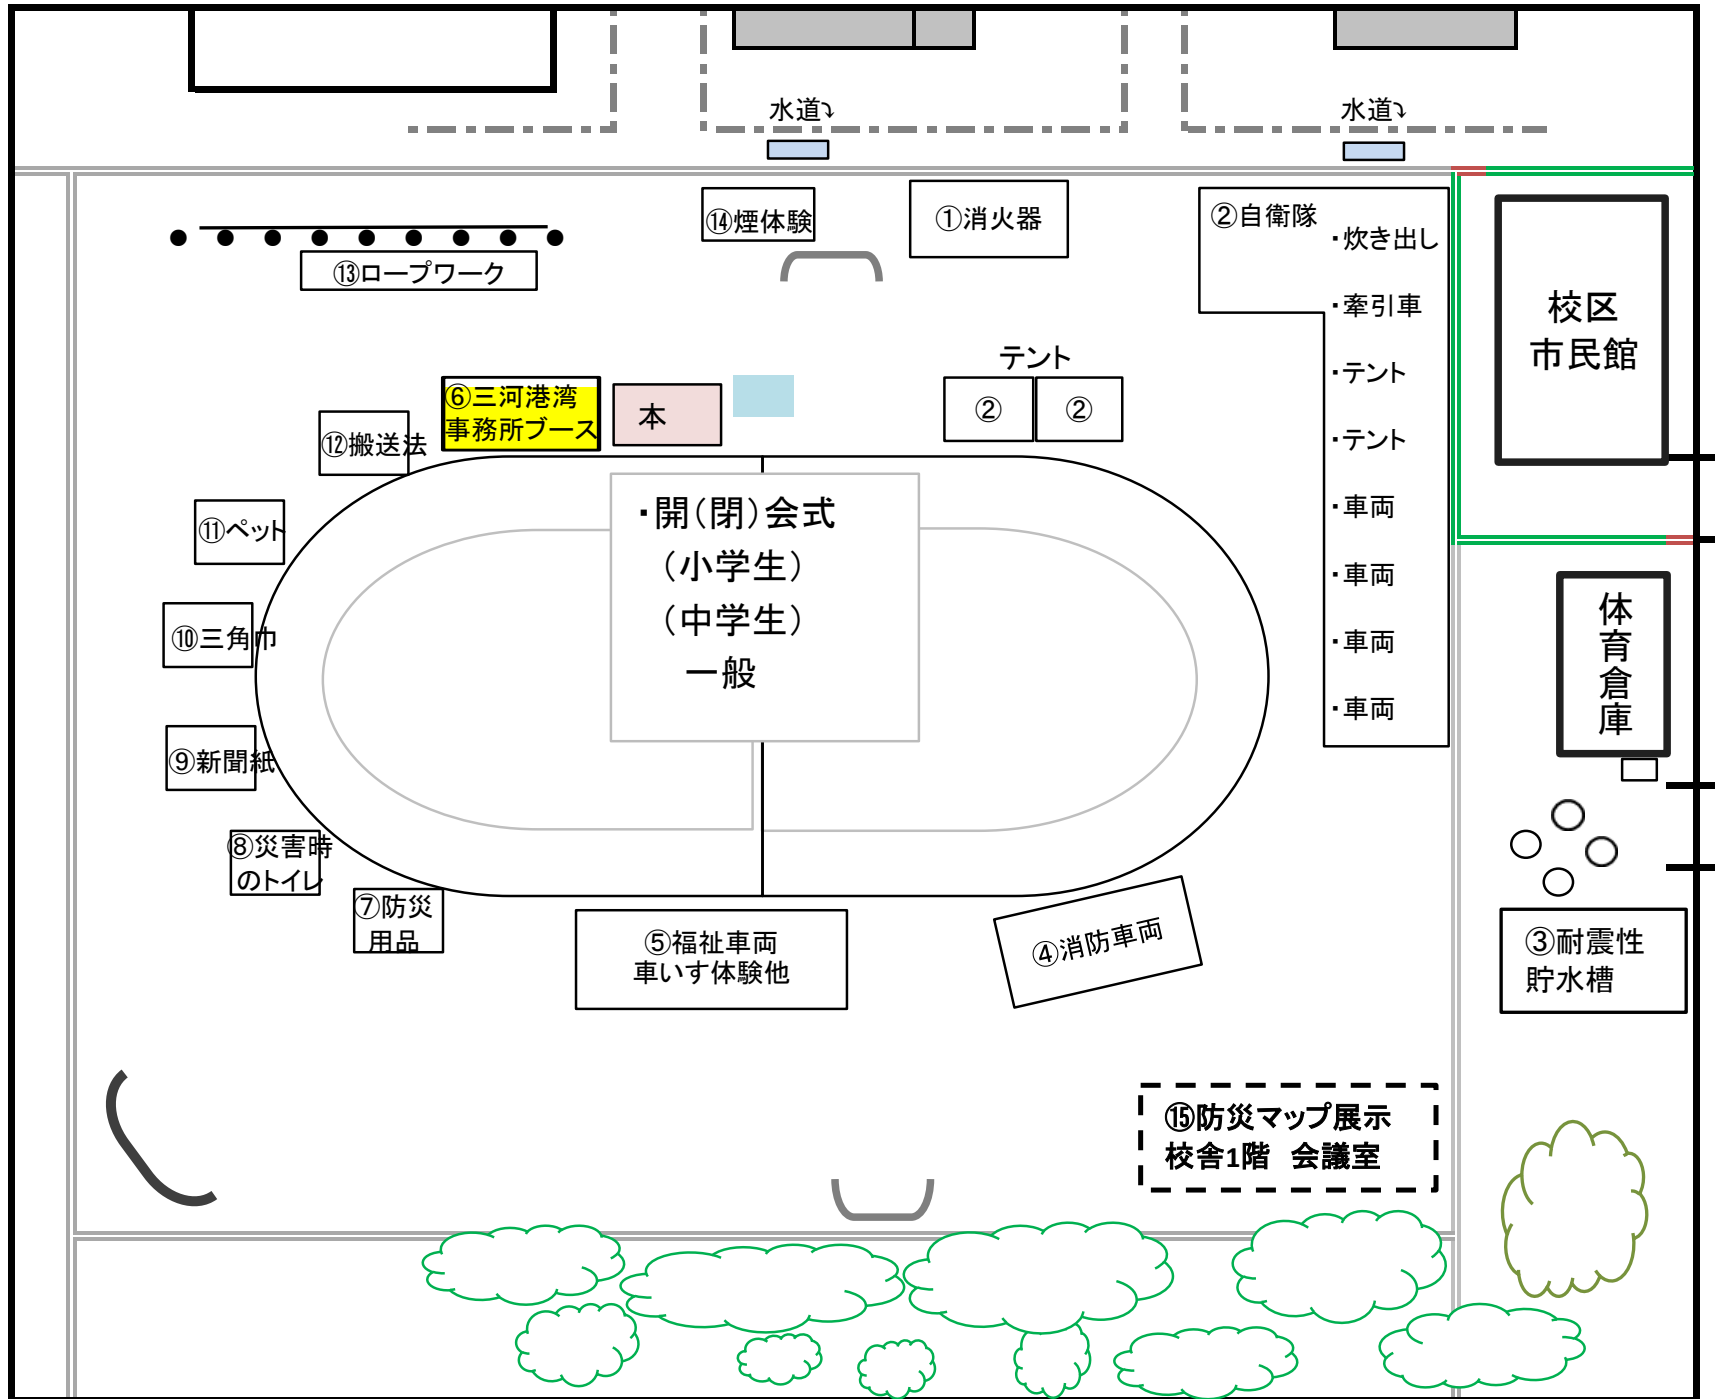 水道
水道
⑭煙体験
①消火器
②自衛隊
・炊き出し
・牽引車
・テント
・テント
・車両
・車両
・車両
・車両
校区
市民館
⑬ロープワーク
テント
②
②
⑥三河港湾
事務所ブース
本
⑫搬送法
⑪ペット
⑩三角巾
⑨新聞紙
⑧災害時
のトイレ
⑦防災
用品
・開(閉)会式
(小学生)
(中学生)
一般
体育倉庫
⑤福祉車両
車いす体験他
④消防車両
③耐震性
貯水槽
⑮防災マップ展示
校舎1階 会議室